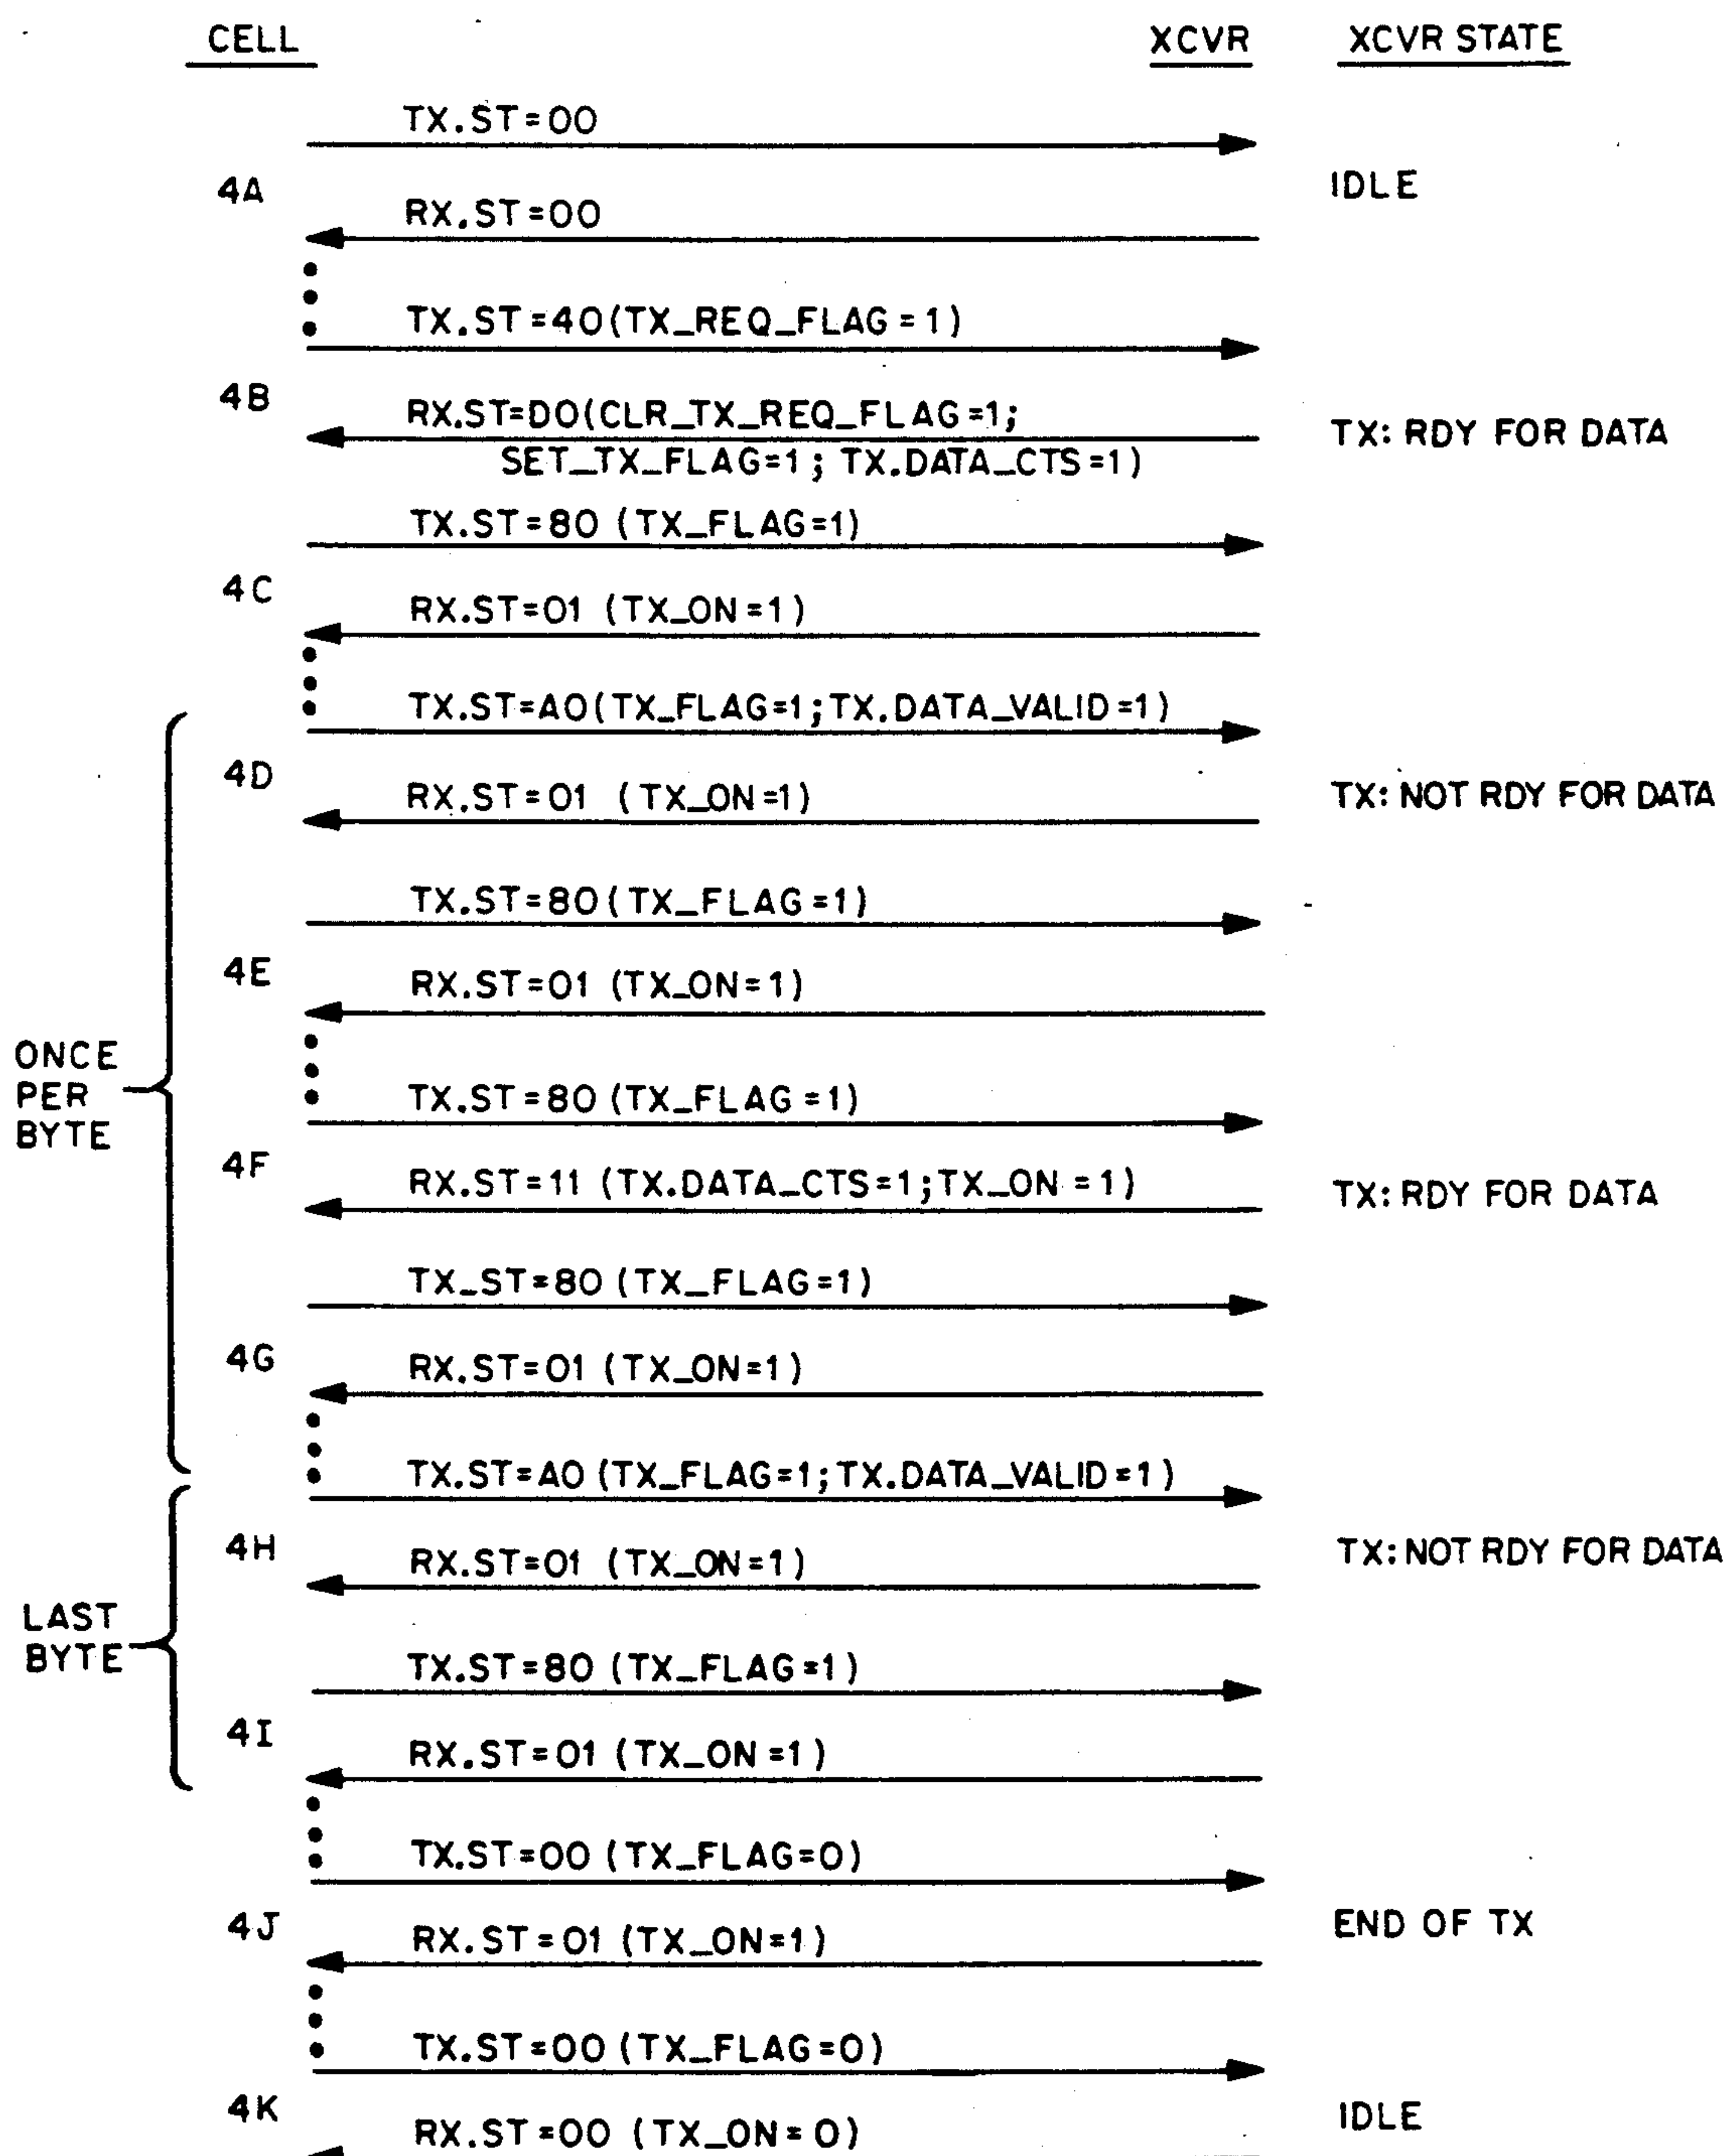 CELL XCVR XCVR STATE
TX.ST=00
4A IDLE
RX.ST=00
TX.ST=40(TX_REQ_FLAG=1)
4B RX.ST=D0(CLR_TX_REQ_FLAG=1;
TX: RDY FOR DATA
SET_TX_FLAG=1; TX.DATA_CTS=1)
TX.ST=80 (TX_FLAG=1)
4C
RX.ST=01 (TX_ON=1)
TX.ST=A0(TX_FLAG=1;TX.DATA_VALID=1)
4D
RX.ST=01 (TX_ON=1) TX: NOT RDY FOR DATA
TX.ST=80(TX_FLAG=1)
4E
RX.ST=01 (TX_ON=1)
ONCE
PER
BYTE
TX.ST=80 (TX_FLAG=1)
4F
RX.ST=11 (TX.DATA_CTS=1;TX_ON=1) TX: RDY FOR DATA
TX_ST=80 (TX_FLAG=1)
4G
RX.ST=01 (TX_ON=1)
TX.ST=A0 (TX_FLAG=1;TX.DATA_VALID=1)
4H TX: NOT RDY FOR DATA
RX.ST=01 (TX_ON=1)
LAST
BYTE
TX.ST=80 (TX_FLAG=1)
4I
RX.ST=01 (TX_ON=1)
TX.ST=00 (TX_FLAG=0)
4J END OF TX
RX.ST=01 (TX_ON=1)
TX.ST=00 (TX_FLAG=0)
4K IDLE
RX.ST=00 (TX_ON=0)